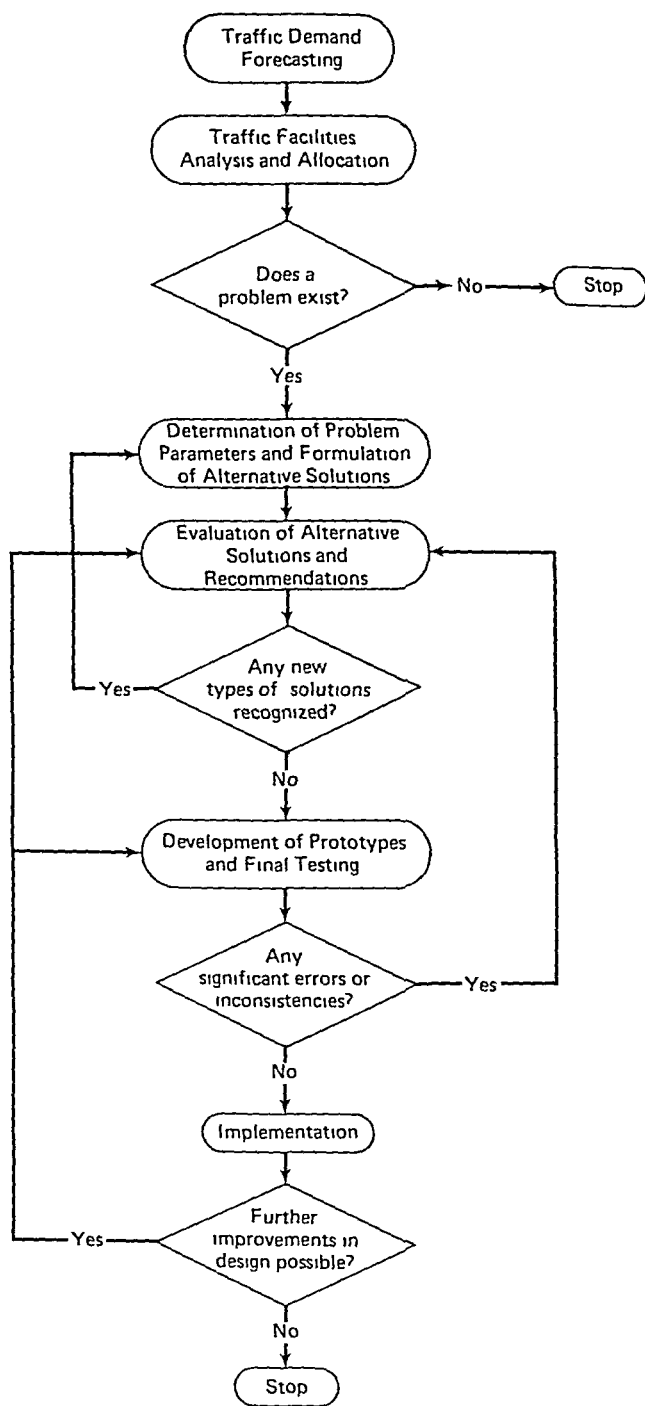 Traffic Demand
Forecasting
Traffic Facilities
Analysis and Allocation
Does a
problem exist?
No
Stop
Yes
Determination of Problem
Parameters and Formulation
of Alternative Solutions
Evaluation of Alternative
Solutions and
Recommendations
Any new
types of solutions
recognized?
Yes
No
Development of Prototypes
and Final Testing
Any
significant errors or
inconsistencies?
Yes
No
Implementation
Further
improvements in
design possible?
Yes
No
Stop